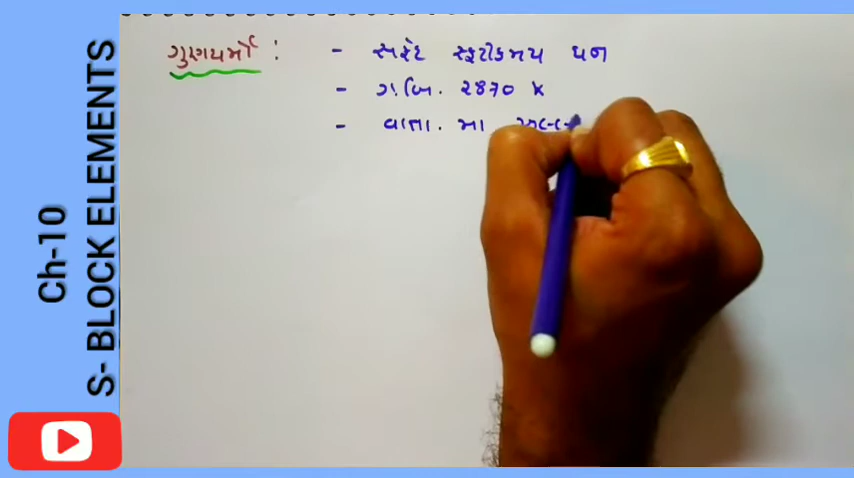 Ch-10
S- BLOCK ELEMENTS
ગુણધર્મો :
- સફેદ સ્ફટીકમય ઘન
- ગ.બિં. 2870 K
- વાતા. મા